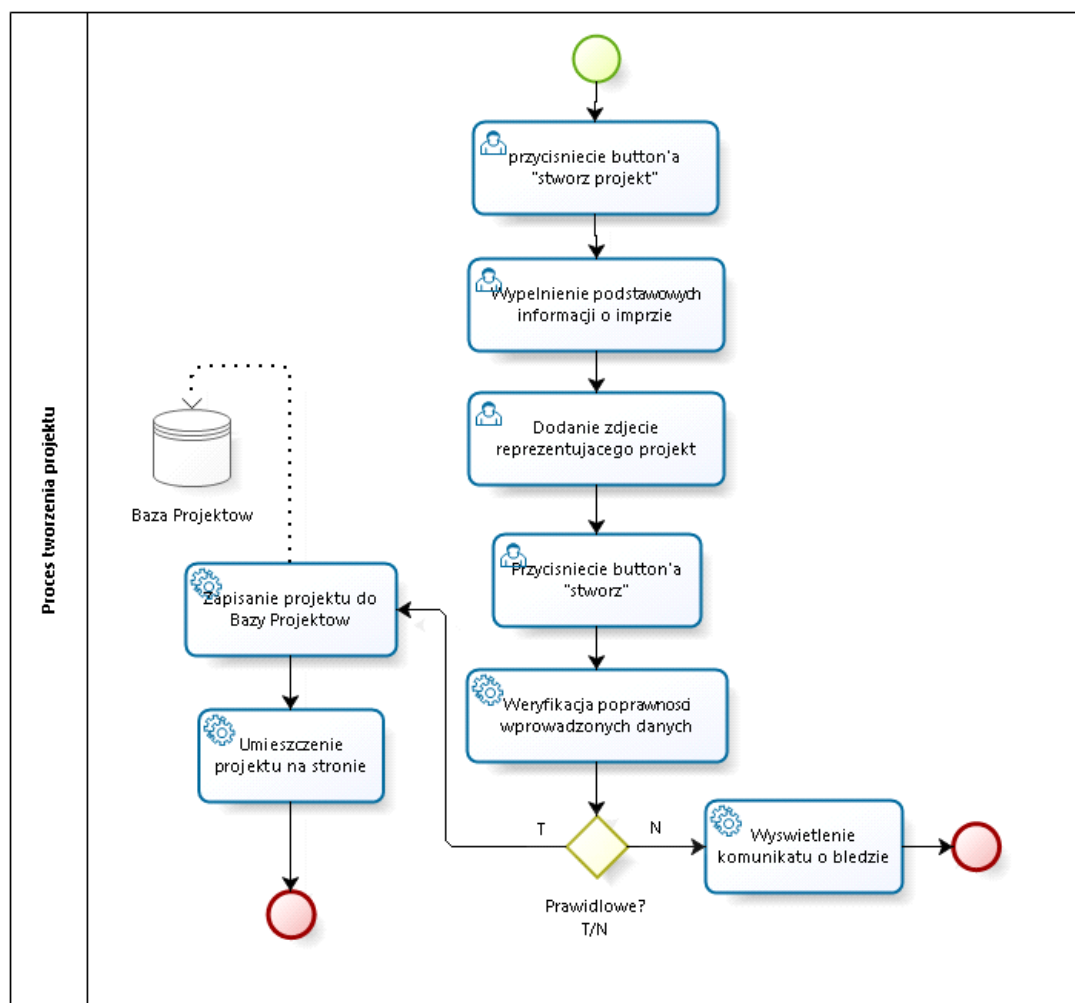 Proces tworzenia projektu
przycisniecie button'a
"stworz projekt"
Wypelnienie podstawowych
informacji o imprzie
Dodanie zdjecie
reprezentujacego projekt
Baza Projektow
Przycisniecie button'a
"stworz"
Zapisanie projektu do
Bazy Projektow
Weryfikacja poprawnosci
wprowadzonych danych
Umieszczenie
projektu na stronie
T
N
Wyswietlenie
komunikatu o bledzie
Prawidlowe?
T/N